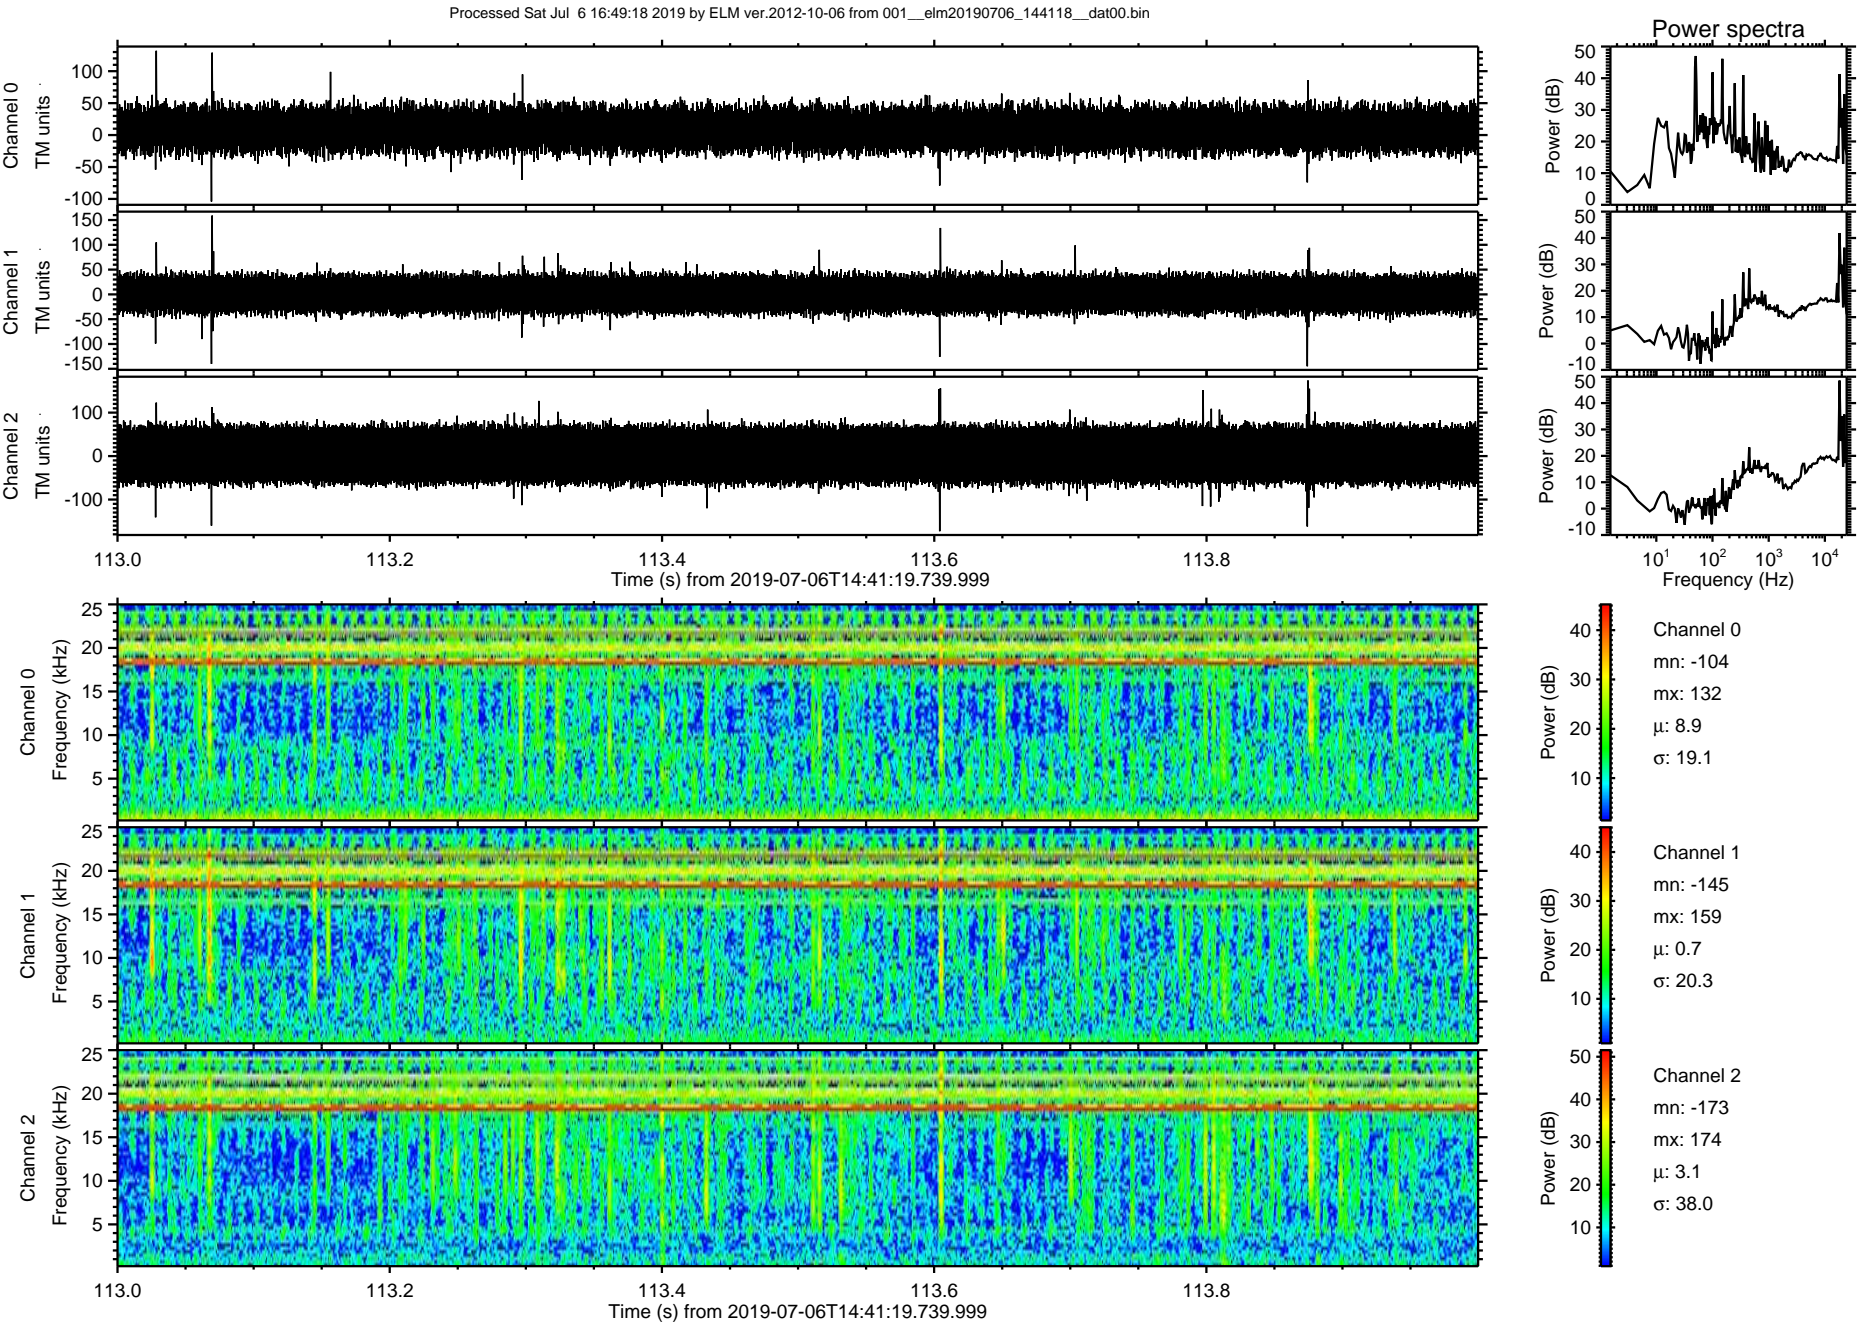 Processed Sat Jul  6 16:49:18 2019 by ELM ver.2012-10-06 from 001__elm20190706_144118__dat00.bin
Power spectra
Channel 0
TM units
100
50
0
-50
-100
Power (dB)
50
40
30
20
10
0
Channel 1
TM units
150
100
50
0
-50
-100
-150
Power (dB)
50
40
30
20
10
0
-10
Channel 2
TM units
100
0
-100
Power (dB)
50
40
30
20
10
0
-10
113.0 113.2 113.4 113.6 113.8
Time (s) from 2019-07-06T14:41:19.739.999
10^1 10^2 10^3 10^4
Frequency (Hz)
Channel 0
Frequency (kHz)
25
20
15
10
5
Power (dB)
40
30
20
10
Channel 0
mn: -104
mx: 132
μ: 8.9
σ: 19.1
Channel 1
Frequency (kHz)
25
20
15
10
5
Power (dB)
40
30
20
10
Channel 1
mn: -145
mx: 159
μ: 0.7
σ: 20.3
Channel 2
Frequency (kHz)
25
20
15
10
5
Power (dB)
50
40
30
20
10
Channel 2
mn: -173
mx: 174
μ: 3.1
σ: 38.0
113.0 113.2 113.4 113.6 113.8
Time (s) from 2019-07-06T14:41:19.739.999